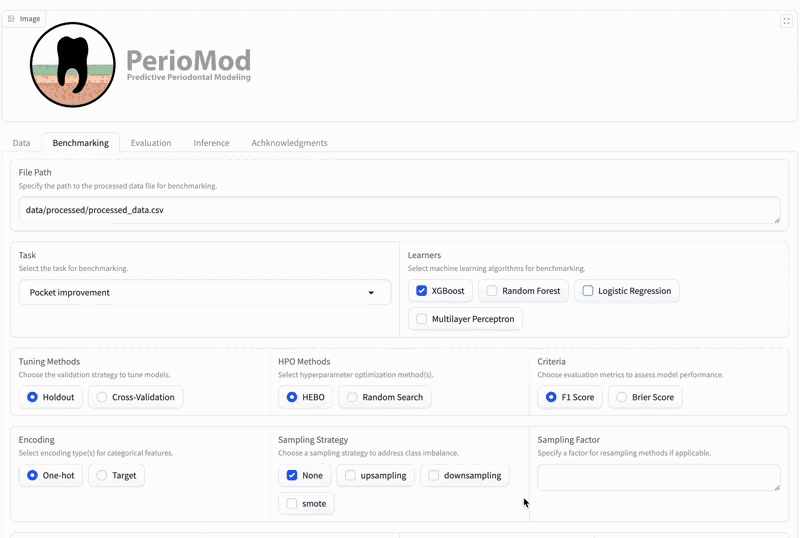 Image
PerioMod
Predictive Periodontal Modeling
Data Benchmarking Evaluation Inference Achknowledgments
File Path
Specify the path to the processed data file for benchmarking.
data/processed/processed_data.csv
Task
Select the task for benchmarking.
Pocket improvement
Learners
Select machine learning algorithms for benchmarking.
XGBoost Random Forest Logistic Regression
Multilayer Perceptron
Tuning Methods
Choose the validation strategy to tune models.
Holdout Cross-Validation
HPO Methods
Select hyperparameter optimization method(s).
HEBO Random Search
Criteria
Choose evaluation metrics to assess model performance.
F1 Score Brier Score
Encoding
Select encoding type(s) for categorical features.
One-hot Target
Sampling Strategy
Choose a sampling strategy to address class imbalance.
None upsampling downsampling
smote
Sampling Factor
Specify a factor for resampling methods if applicable.